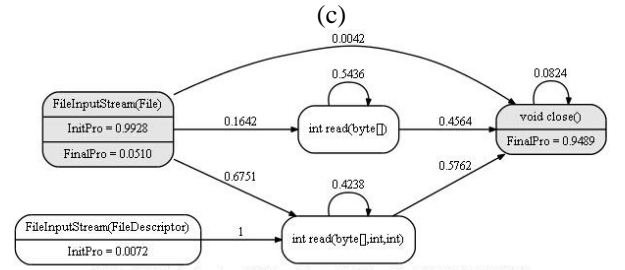 (c)
0.0042
0.5436
0.0824
FileInputStream(File)
InitPro = 0.9928
FinalPro = 0.0510
0.1642
int read(byte[])
0.4564
void close()
FinalPro = 0.9489
0.6751
0.4238
0.5762
FileInputStream(FileDescriptor)
InitPro = 0.0072
1
int read(byte[],int,int)